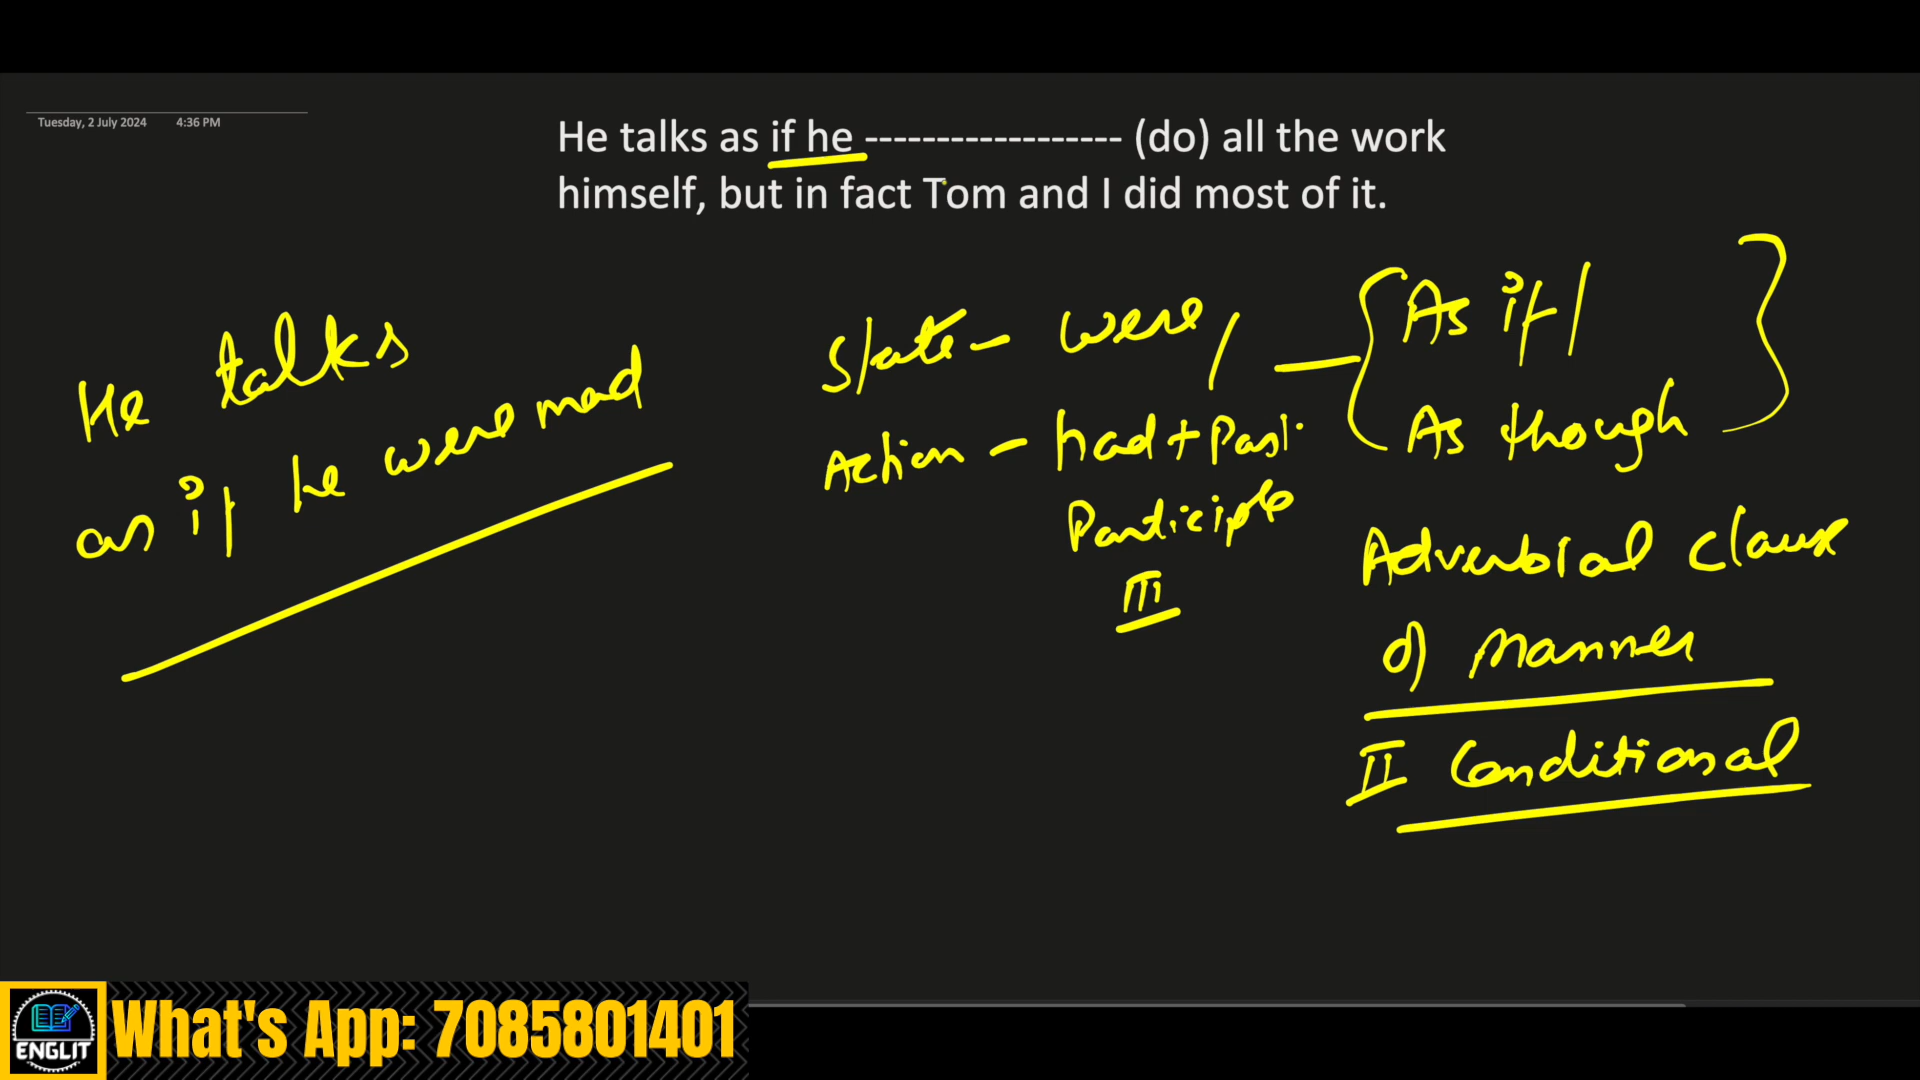 Tuesday, 2 July 2024 4:36 PM
He talks as if he ------------------ (do) all the work
himself, but in fact Tom and I did most of it.
He talks
as if he were mad
State - were, / - { As if /
Action - had + Past. As though }
Participle
III
Adverbial clause
of manner
II Conditional
ENGLIT
What's App: 7085801401